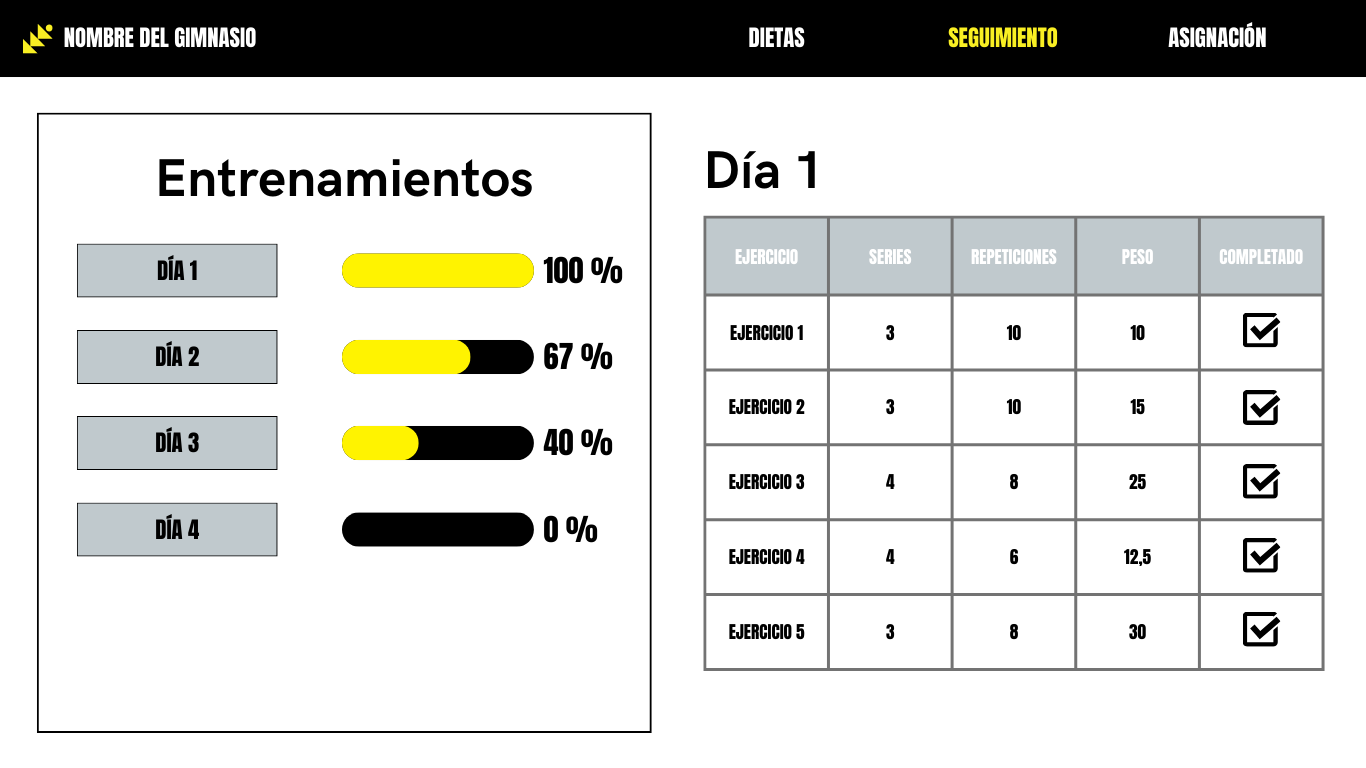 NOMBRE DEL GIMNASIO
DIETAS
SEGUIMIENTO
ASIGNACIÓN
Entrenamientos
DÍA 1
100 %
DÍA 2
67 %
DÍA 3
40 %
DÍA 4
0 %
Día 1
EJERCICIO SERIES REPETICIONES PESO COMPLETADO
EJERCICIO 1 3 10 10
EJERCICIO 2 3 10 15
EJERCICIO 3 4 8 25
EJERCICIO 4 4 6 12,5
EJERCICIO 5 3 8 30